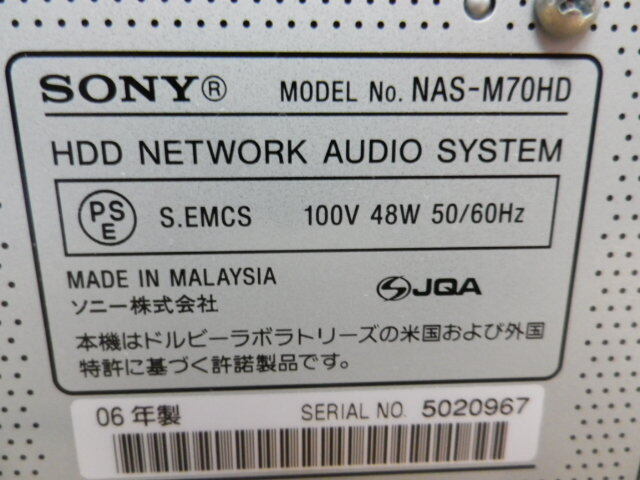 SONY® MODEL No. NAS-M70HD
HDD NETWORK AUDIO SYSTEM
PS E S.EMCS 100V 48W 50/60Hz
MADE IN MALAYSIA
ソニー株式会社
JQA
本機はドルビーラボラトリーズの米国および外国
特許に基づく許諾製品です。
06年製 SERIAL NO. 5020967